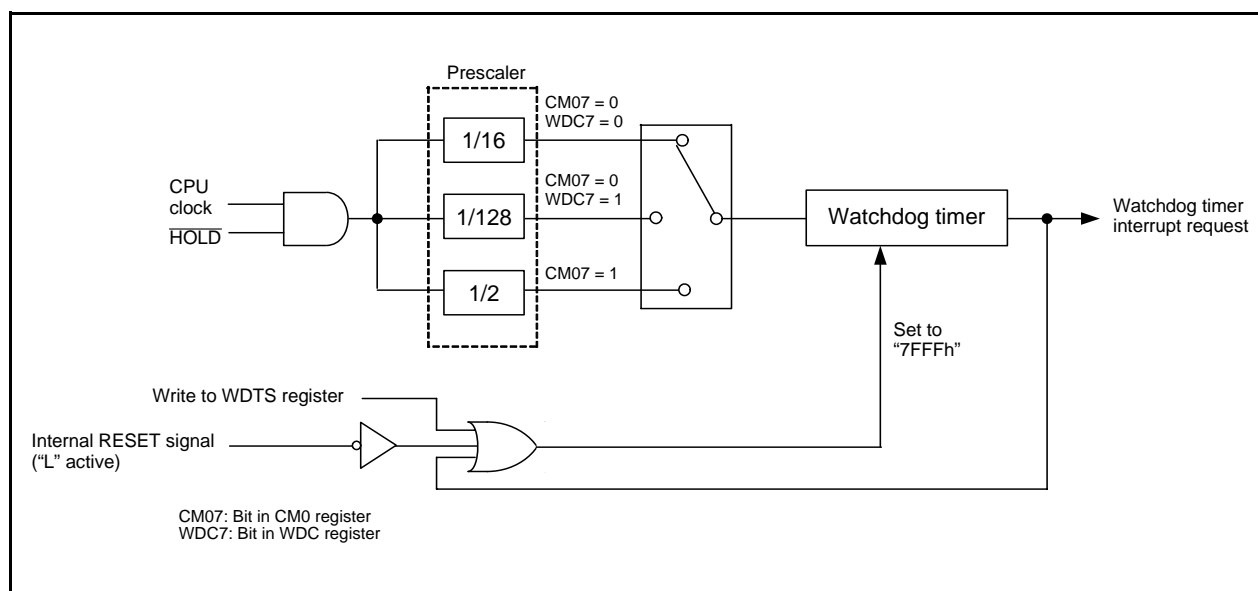 Prescaler
CM07 = 0
WDC7 = 0
1/16
CPU
clock
HOLD
CM07 = 0
WDC7 = 1
1/128
Watchdog timer
Watchdog timer
interrupt request
CM07 = 1
1/2
Set to
“7FFFh”
Write to WDTS register
Internal RESET signal
(“L” active)
CM07: Bit in CM0 register
WDC7: Bit in WDC register